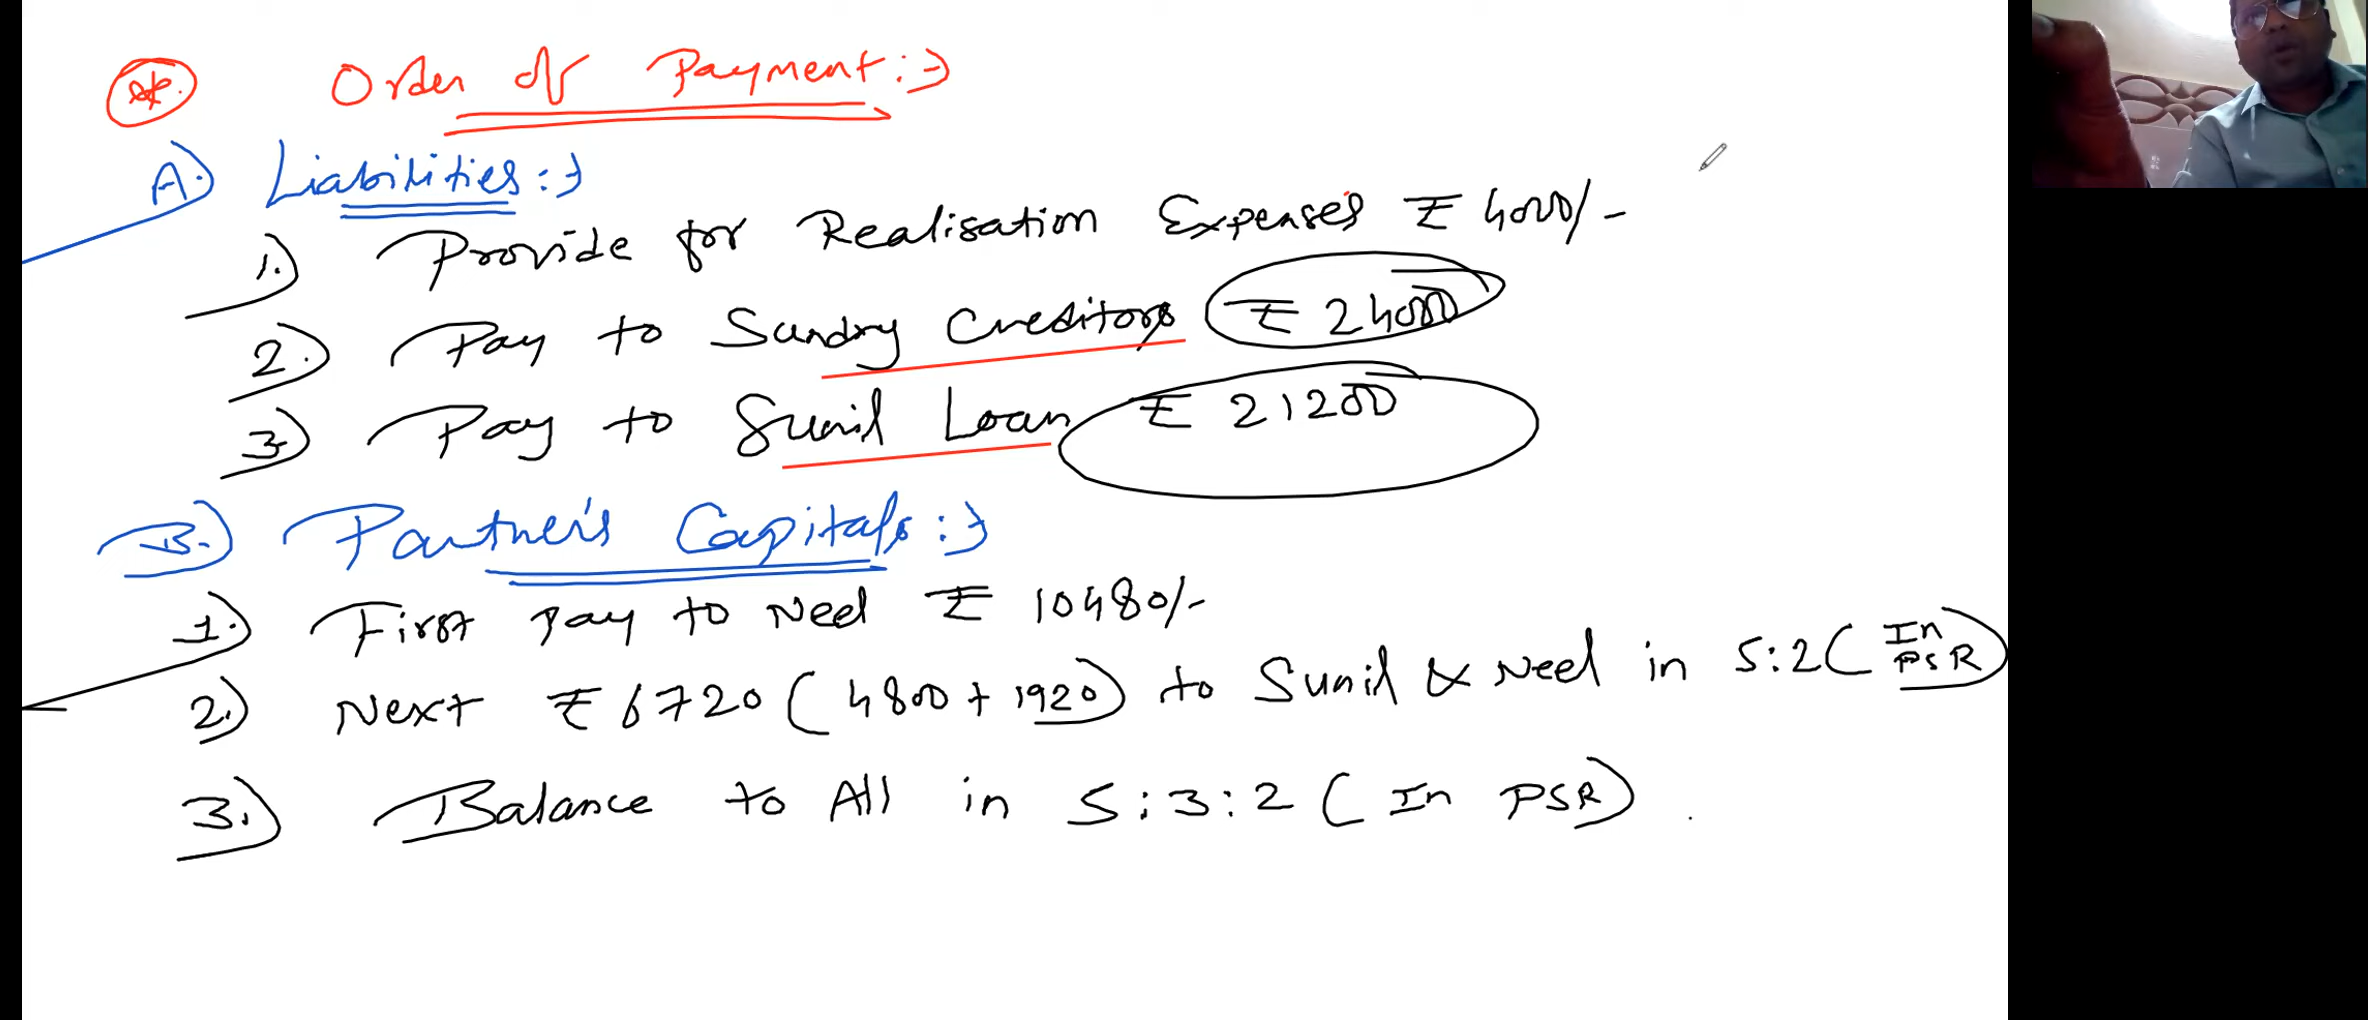 * Order of Payment :-
A.) Liabilities :-
1.) Provide for Realisation Expenses ₹ 4000/-
2.) Pay to Sundry Creditors ₹ 24000
3.) Pay to Sunil Loan ₹ 21200
B.) Partner's Capitals :-
1.) First Pay to Neel ₹ 10480/-
2.) Next ₹ 6720 (4800 + 1920) to Sunil & Neel in 5:2 (In PSR)
3.) Balance to All in 5:3:2 (In PSR).